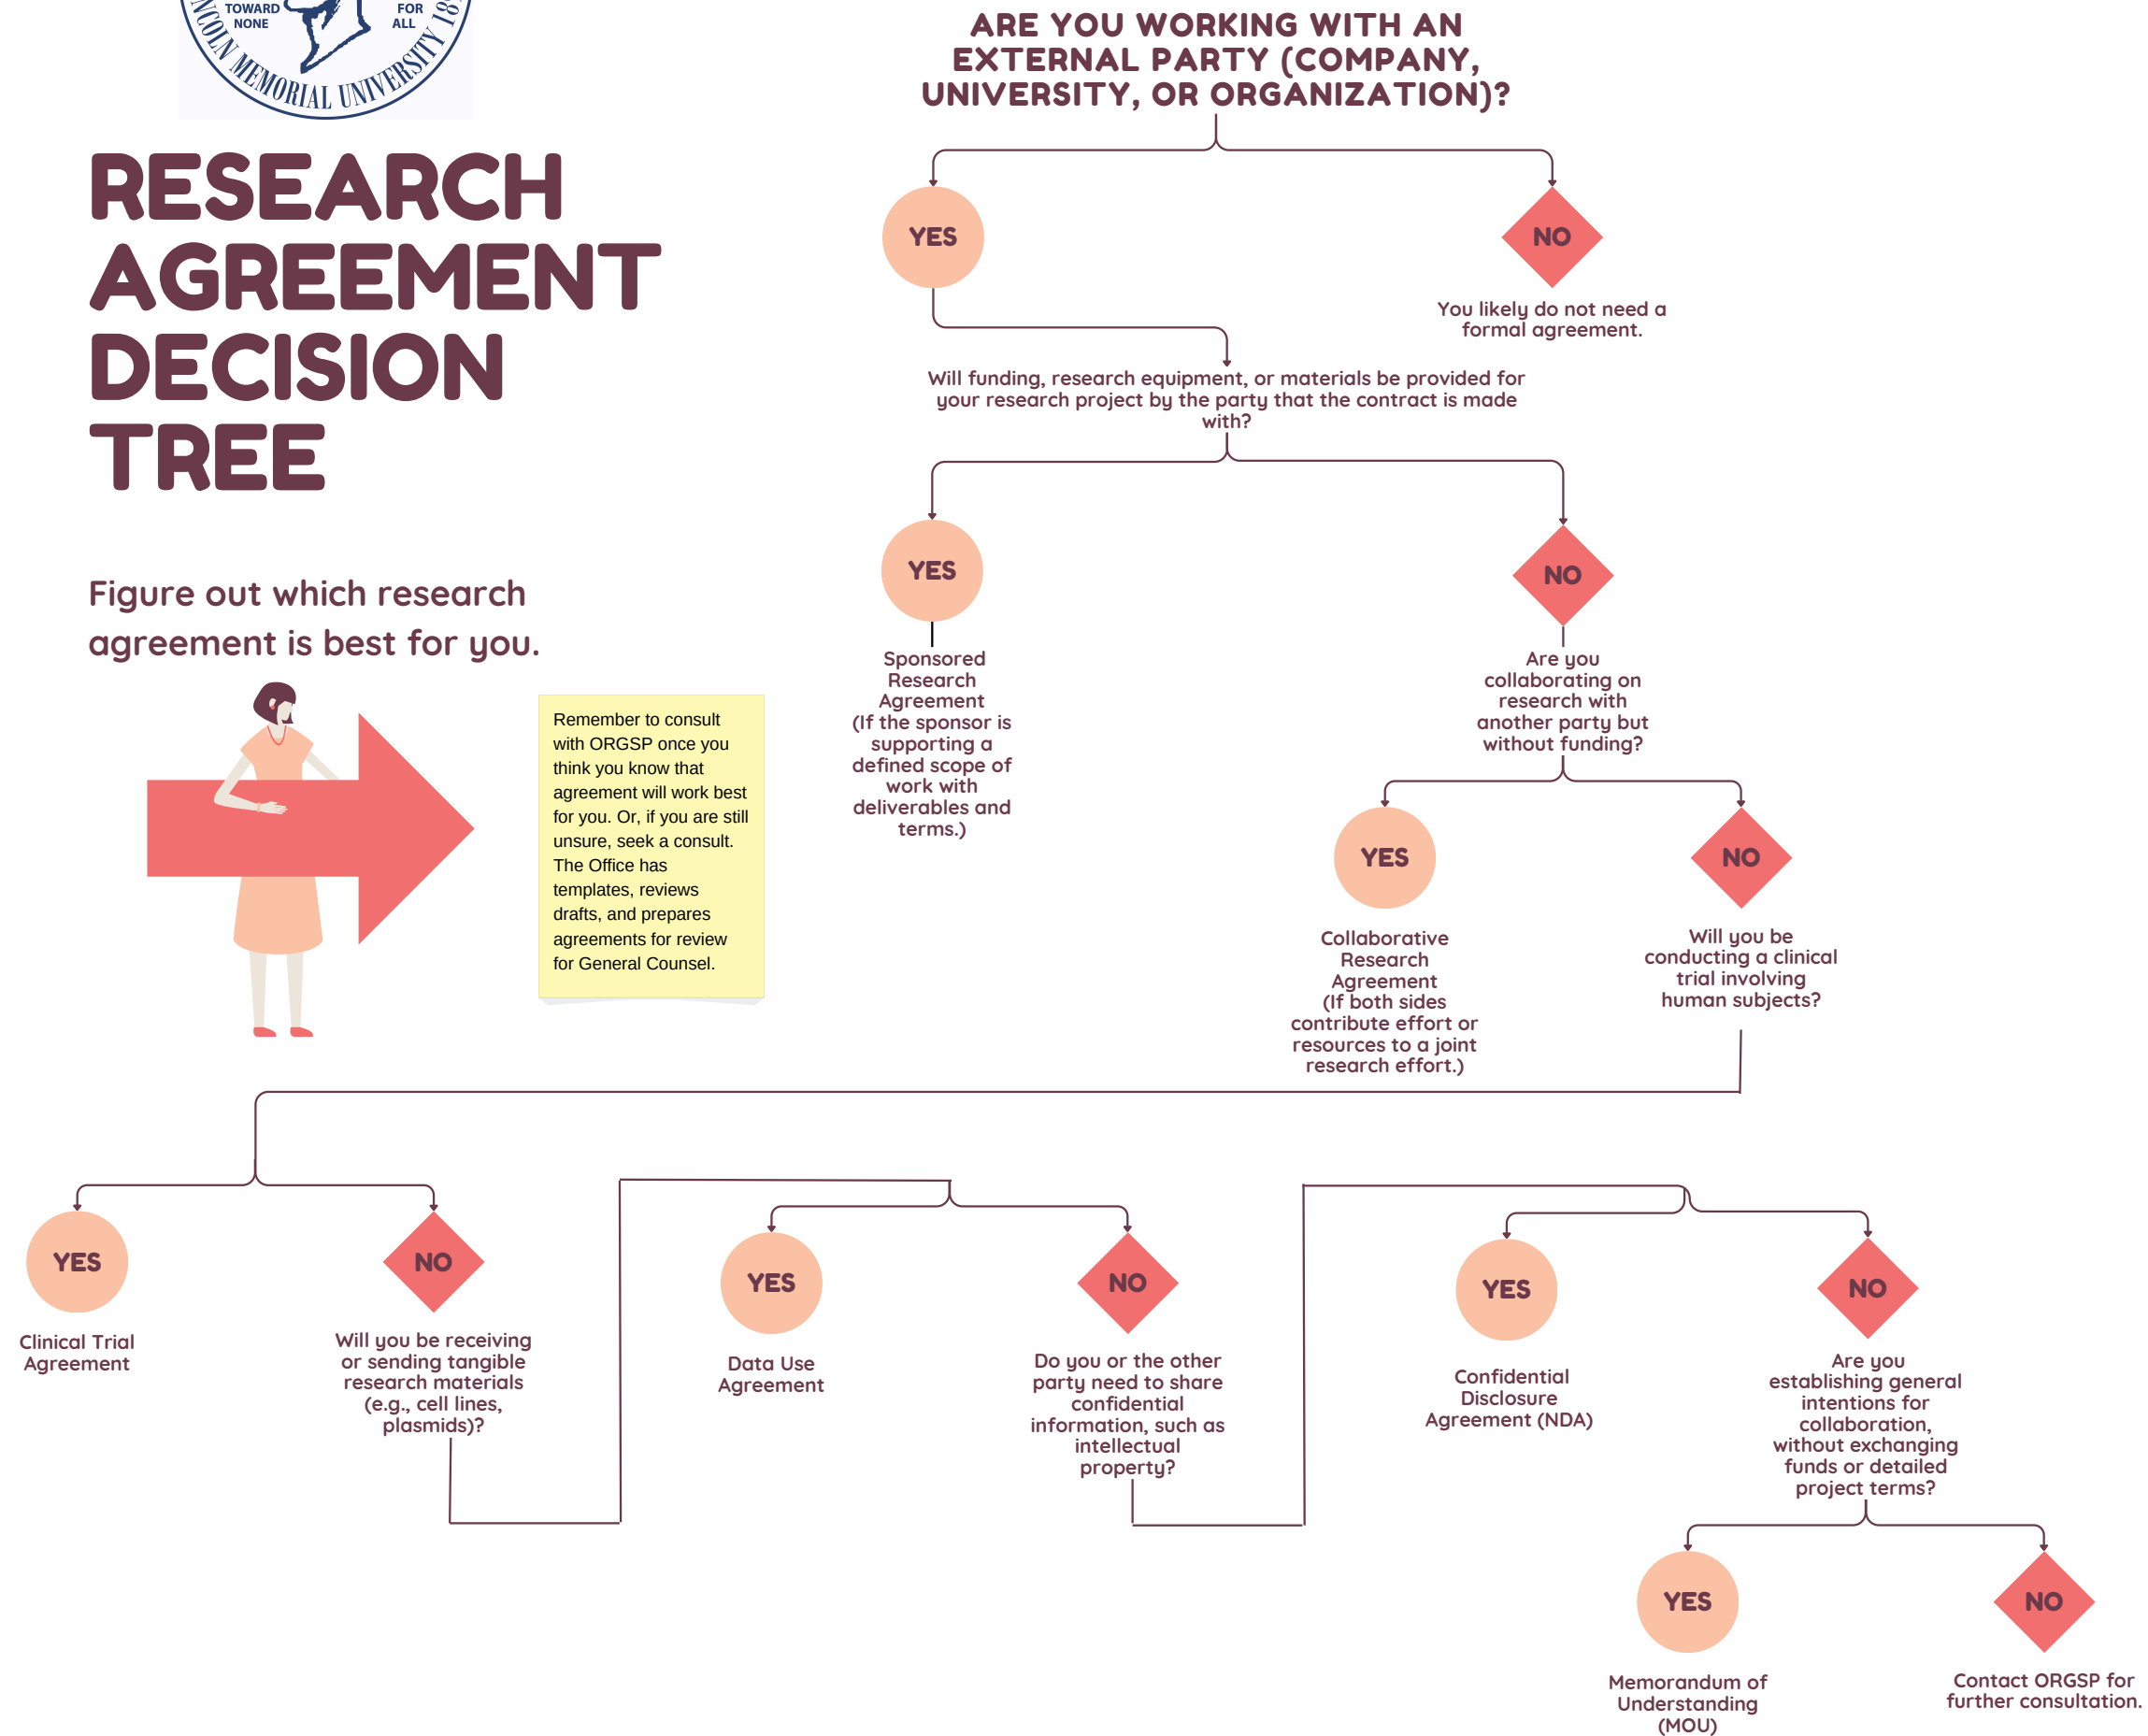 TOWARD
NONE
FOR
ALL
MEMORIAL UNIVERSITY
RESEARCH
AGREEMENT
DECISION
TREE
Figure out which research
agreement is best for you.
Remember to consult
with ORGSP once you
think you know that
agreement will work best
for you. Or, if you are still
unsure, seek a consult.
The Office has
templates, reviews
drafts, and prepares
agreements for review
for General Counsel.
ARE YOU WORKING WITH AN
EXTERNAL PARTY (COMPANY,
UNIVERSITY, OR ORGANIZATION)?
YES
NO
You likely do not need a
formal agreement.
Will funding, research equipment, or materials be provided for
your research project by the party that the contract is made
with?
YES
NO
Sponsored
Research
Agreement
(If the sponsor is
supporting a
defined scope of
work with
deliverables and
terms.)
Are you
collaborating on
research with
another party but
without funding?
YES
NO
Collaborative
Research
Agreement
(If both sides
contribute effort or
resources to a joint
research effort.)
Will you be
conducting a clinical
trial involving
human subjects?
YES
NO
Clinical Trial
Agreement
Will you be receiving
or sending tangible
research materials
(e.g., cell lines,
plasmids)?
YES
NO
Data Use
Agreement
Do you or the other
party need to share
confidential
information, such as
intellectual
property?
YES
NO
Confidential
Disclosure
Agreement (NDA)
Are you
establishing general
intentions for
collaboration,
without exchanging
funds or detailed
project terms?
YES
NO
Memorandum of
Understanding
(MOU)
Contact ORGSP for
further consultation.